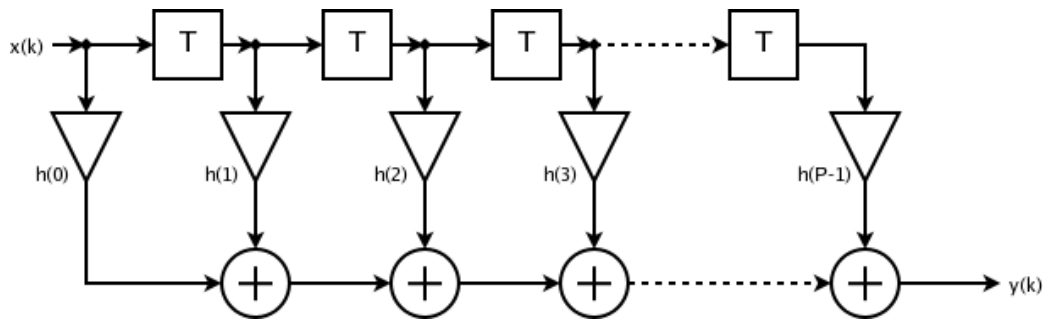 x(k) T T T T
h(0) h(1) h(2) h(3) h(P-1)
+ + + +
y(k)